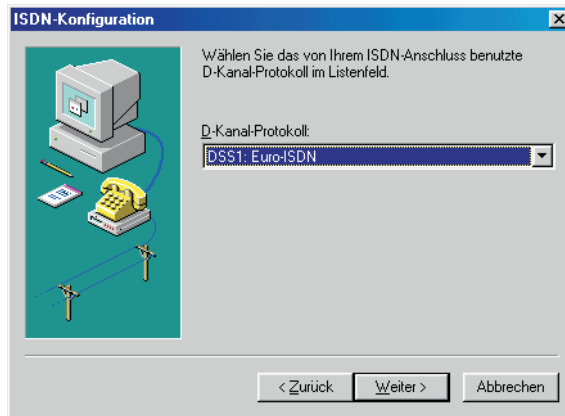 ISDN-Konfiguration
Wählen Sie das von Ihrem ISDN-Anschluss benutzte
D-Kanal-Protokoll im Listenfeld.
D-Kanal-Protokoll:
DSS1: Euro-ISDN
< Zurück
Weiter >
Abbrechen